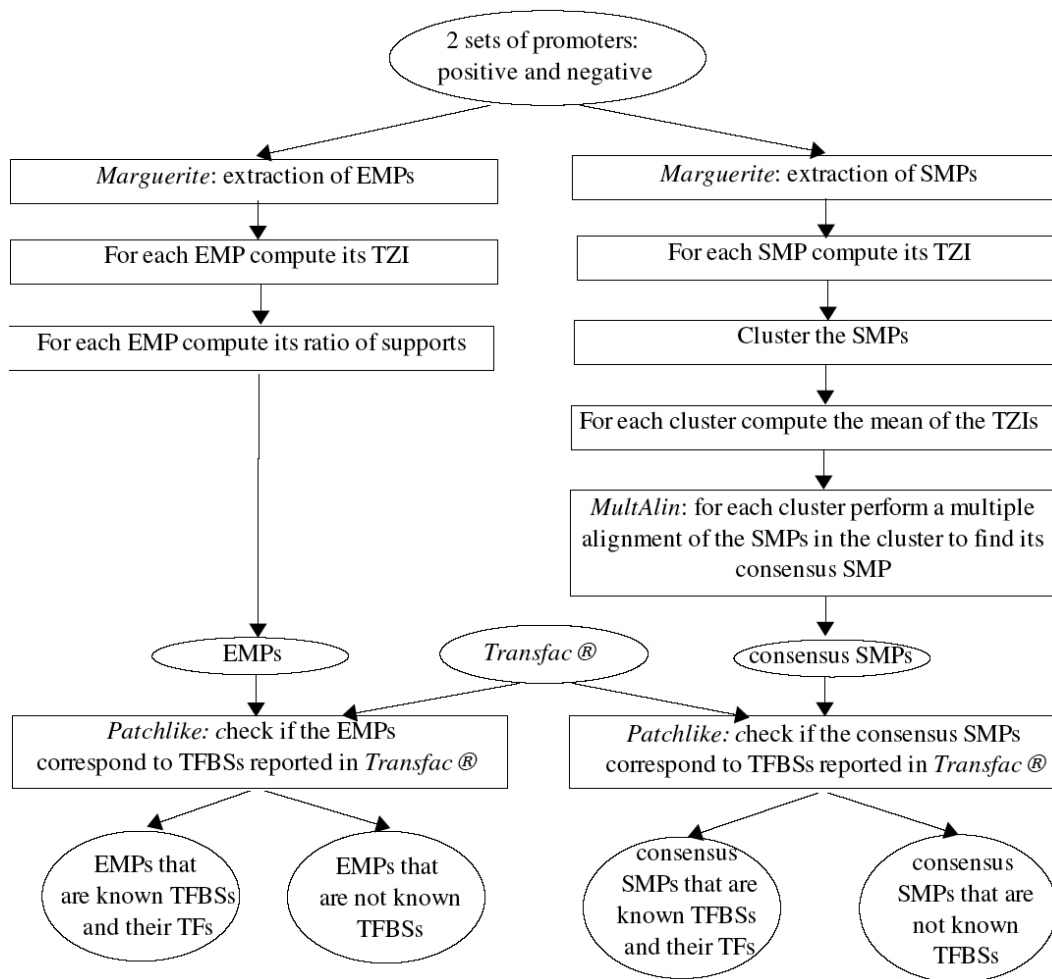 2 sets of promoters:
positive and negative
Marguerite: extraction of EMPs
For each EMP compute its TZI
For each EMP compute its ratio of supports
Marguerite: extraction of SMPs
For each SMP compute its TZI
Cluster the SMPs
For each cluster compute the mean of the TZIs
MultAlin: for each cluster perform a multiple
alignment of the SMPs in the cluster to find its
consensus SMP
EMPs
Transfac ®
consensus SMPs
Patchlike: check if the EMPs
correspond to TFBSs reported in Transfac ®
Patchlike: check if the consensus SMPs
correspond to TFBSs reported in Transfac ®
EMPs that
are known TFBSs
and their TFs
EMPs that
are not known
TFBSs
consensus
SMPs that are
known TFBSs
and their TFs
consensus
SMPs that are
not known
TFBSs